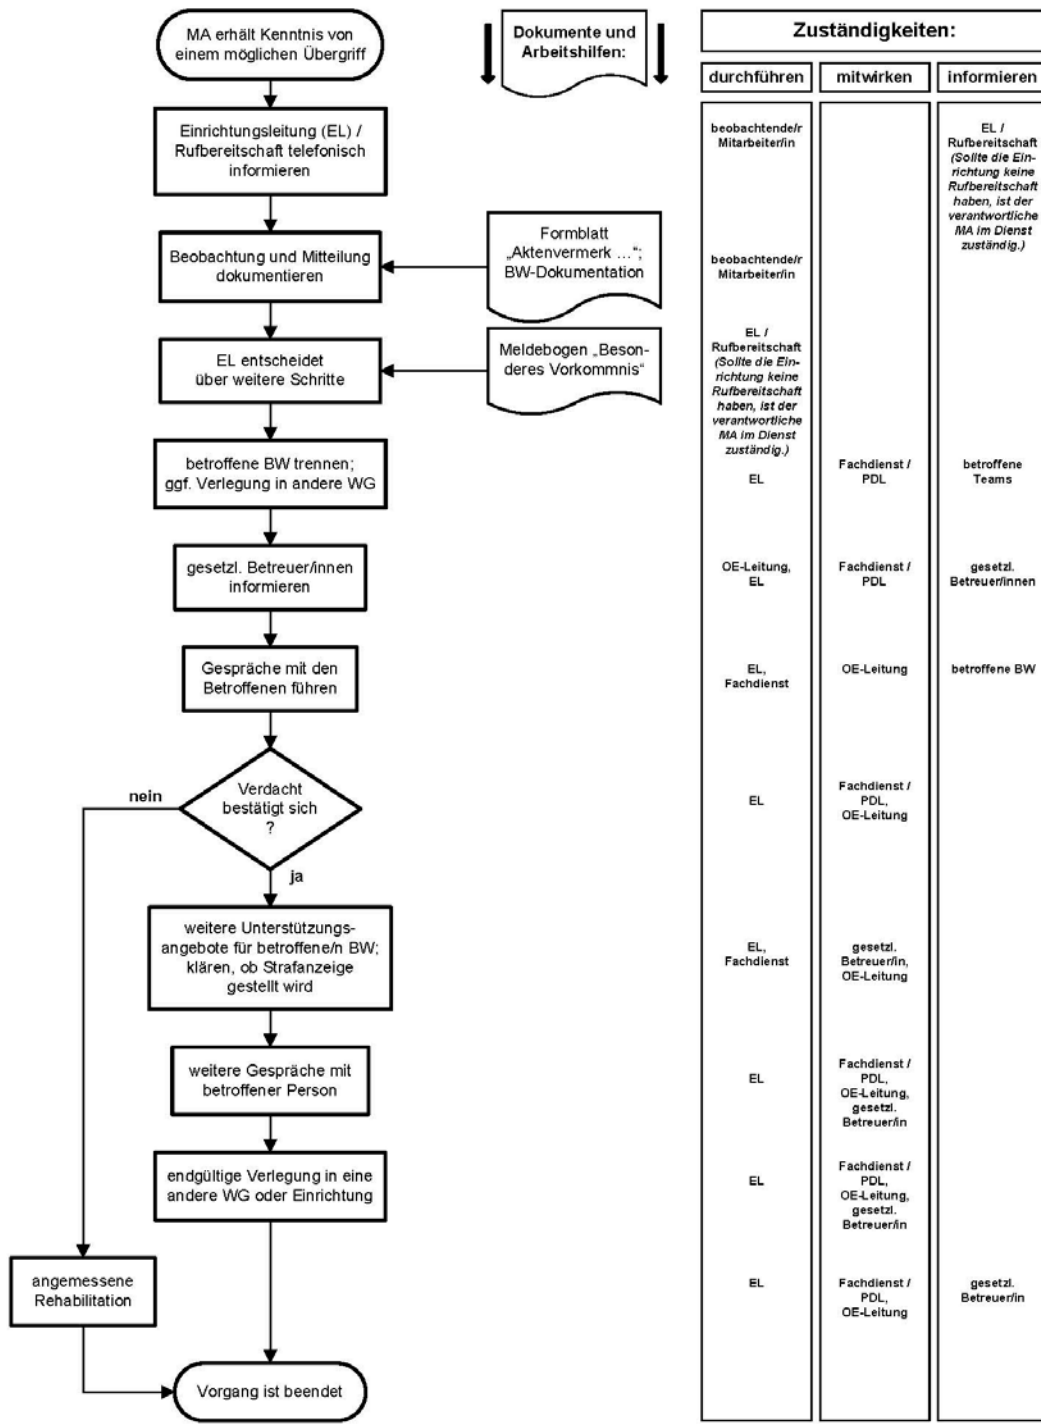 MA erhält Kenntnis von
einem möglichen Übergriff
Einrichtungsleitung (EL) /
Rufbereitschaft telefonisch
informieren
Beobachtung und Mitteilung
dokumentieren
EL entscheidet
über weitere Schritte
betroffene BW trennen;
ggf. Verlegung in andere WG
gesetzl. Betreuer/innen
informieren
Gespräche mit den
Betroffenen führen
Verdacht
bestätigt sich
?
nein
ja
weitere Unterstützungs-
angebote für betroffene/n BW;
klären, ob Strafanzeige
gestellt wird
weitere Gespräche mit
betroffener Person
endgültige Verlegung in eine
andere WG oder Einrichtung
angemessene
Rehabilitation
Vorgang ist beendet
Dokumente und
Arbeitshilfen:
Formblatt
„Aktenvermerk ...“;
BW-Dokumentation
Meldebogen „Beson-
deres Vorkommnis“
Zuständigkeiten:
durchführen
beobachtende/r
Mitarbeiter/in
beobachtende/r
Mitarbeiter/in
EL /
Rufbereitschaft
(Sollte die Ein-
richtung keine
Rufbereitschaft
haben, ist der
verantwortliche
MA im Dienst
zuständig.)
EL
OE-Leitung,
EL
EL,
Fachdienst
EL
EL,
Fachdienst
EL
EL
EL
mitwirken
Fachdienst /
PDL
Fachdienst /
PDL
OE-Leitung
Fachdienst /
PDL,
OE-Leitung
gesetzl.
Betreuer/in,
OE-Leitung
Fachdienst /
PDL,
OE-Leitung,
gesetzl.
Betreuer/in
Fachdienst /
PDL,
OE-Leitung,
gesetzl.
Betreuer/in
Fachdienst /
PDL,
OE-Leitung
informieren
EL /
Rufbereitschaft
(Sollte die Ein-
richtung keine
Rufbereitschaft
haben, ist der
verantwortliche
MA im Dienst
zuständig.)
betroffene
Teams
gesetzl.
Betreuer/innen
betroffene BW
gesetzl.
Betreuer/in